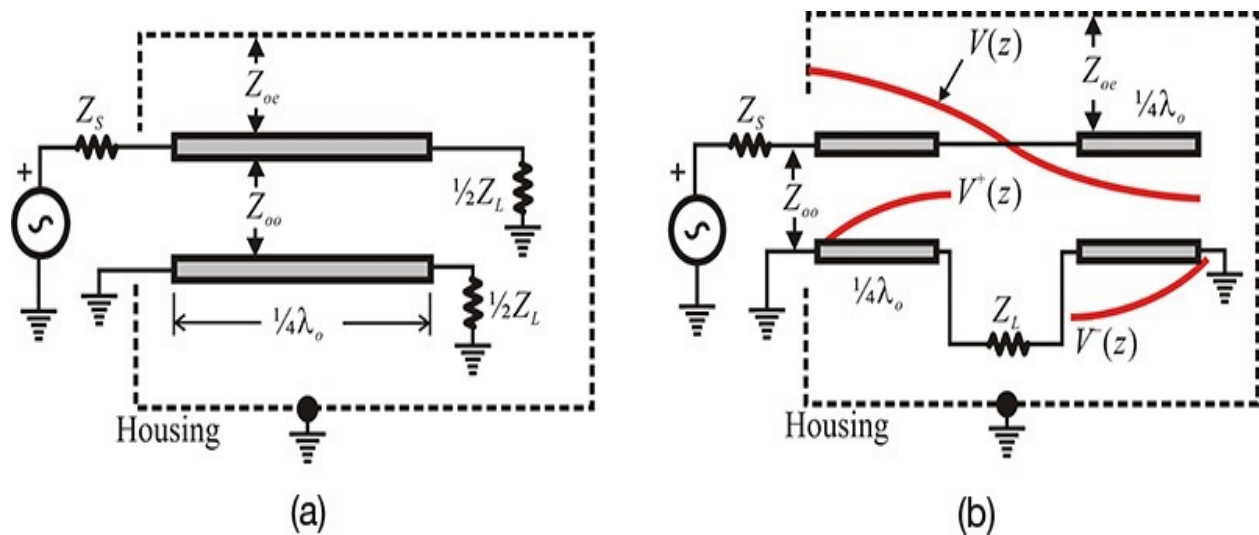 Z_oe
Z_S
+
½Z_L
Z_oo
½Z_L
¼λ_o
Housing
(a)
V(z)
Z_oe
¼λ_o
Z_S
+
V⁺(z)
Z_oo
¼λ_o
Z_L
V⁻(z)
Housing
(b)